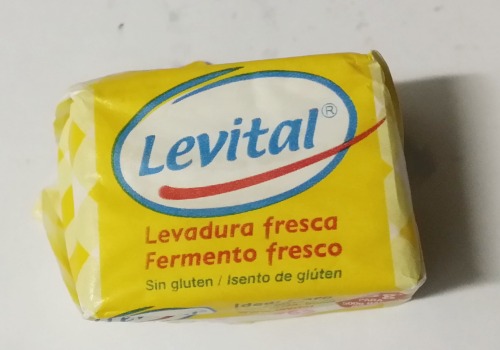 Levital®
Levadura fresca
Fermento fresco
Sin gluten / Isento de glúten